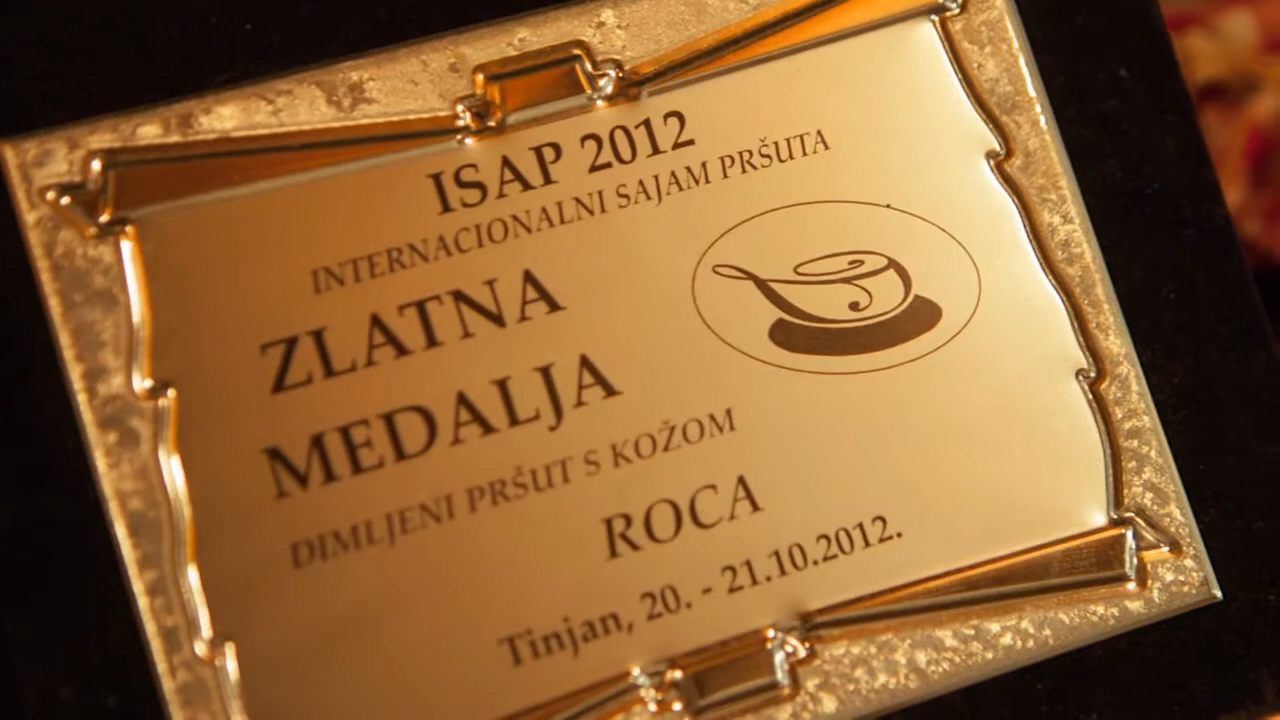 ISAP 2012
INTERNACIONALNI SAJAM PRŠUTA
ZLATNA
MEDALJA
DIMLJENI PRŠUT S KOŽOM
ROCA
Tinjan, 20. - 21.10.2012.